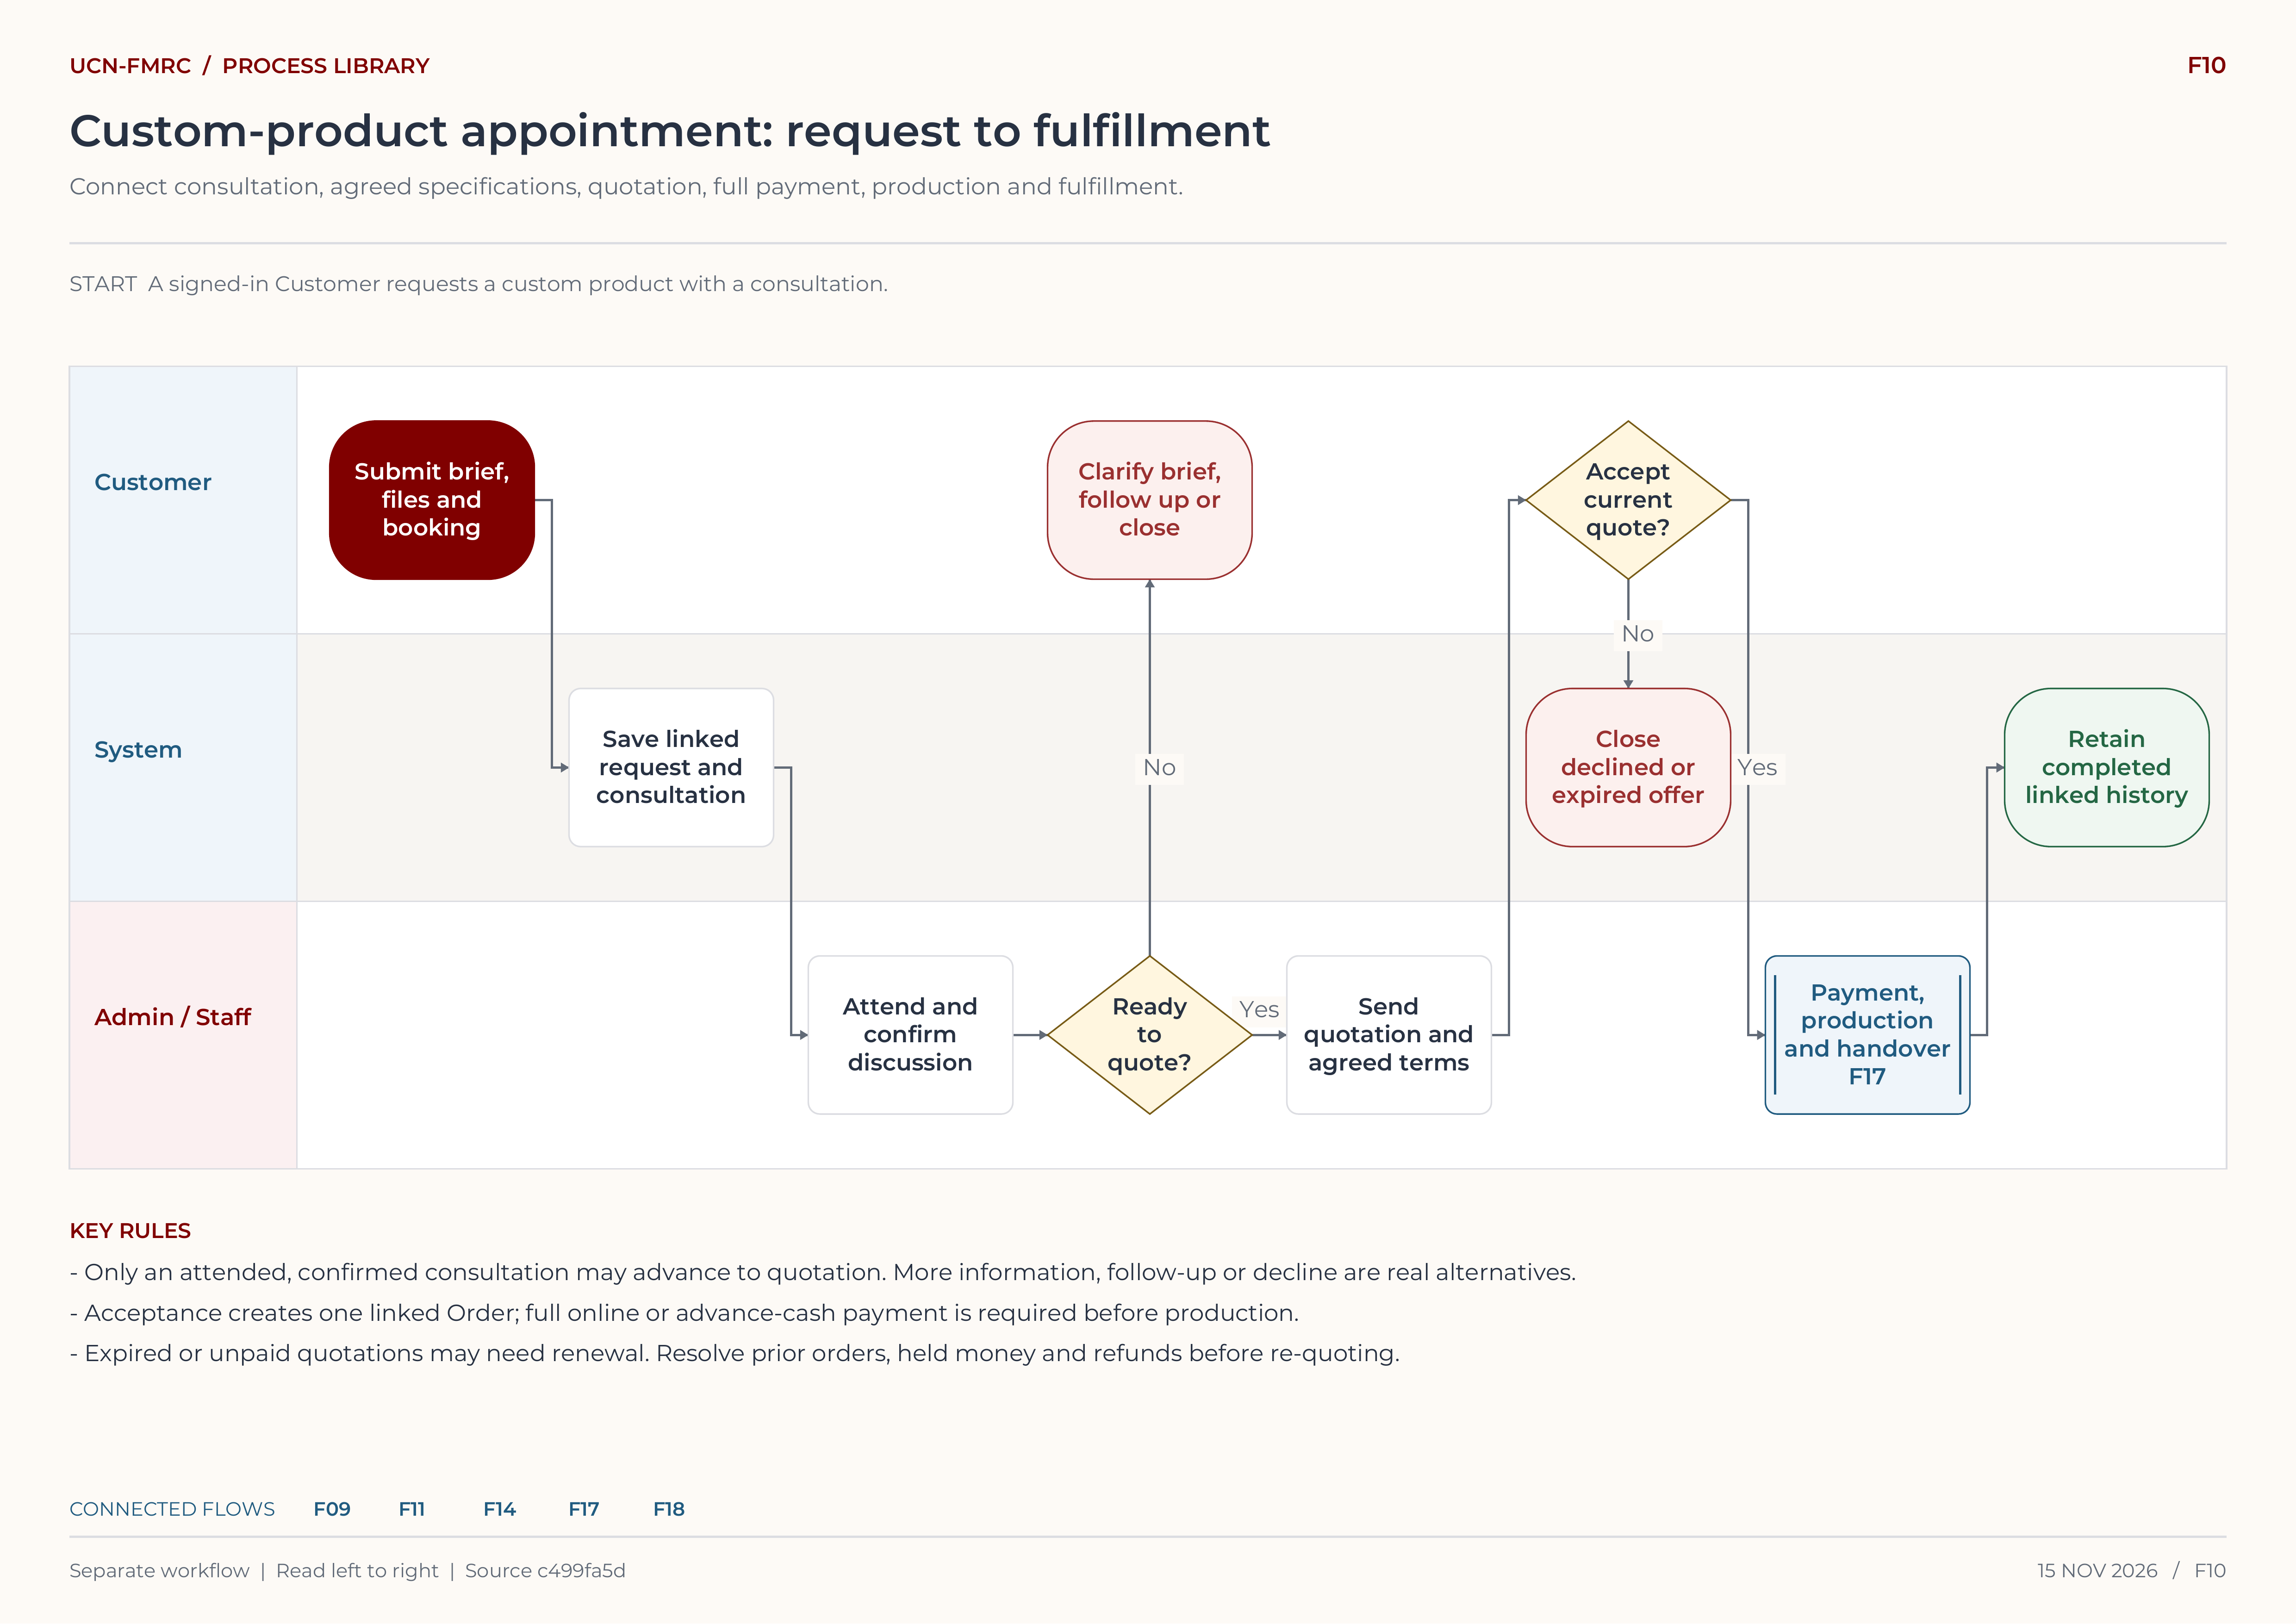 UCN-FMRC / PROCESS LIBRARY
F10
Custom-product appointment: request to fulfillment
Connect consultation, agreed specifications, quotation, full payment, production and fulfillment.
START A signed-in Customer requests a custom product with a consultation.
Customer
Submit brief,
files and
booking
Clarify brief,
follow up or
close
Accept
current
quote?
No
System
Save linked
request and
consultation
No
Close
declined or
expired offer
Yes
Retain
completed
linked history
Admin / Staff
Attend and
confirm
discussion
Ready
to
quote?
Yes
Send
quotation and
agreed terms
Payment,
production
and handover
F17
KEY RULES
- Only an attended, confirmed consultation may advance to quotation. More information, follow-up or decline are real alternatives.
- Acceptance creates one linked Order; full online or advance-cash payment is required before production.
- Expired or unpaid quotations may need renewal. Resolve prior orders, held money and refunds before re-quoting.
CONNECTED FLOWS F09 F11 F14 F17 F18
Separate workflow | Read left to right | Source c499fa5d
15 NOV 2026 / F10